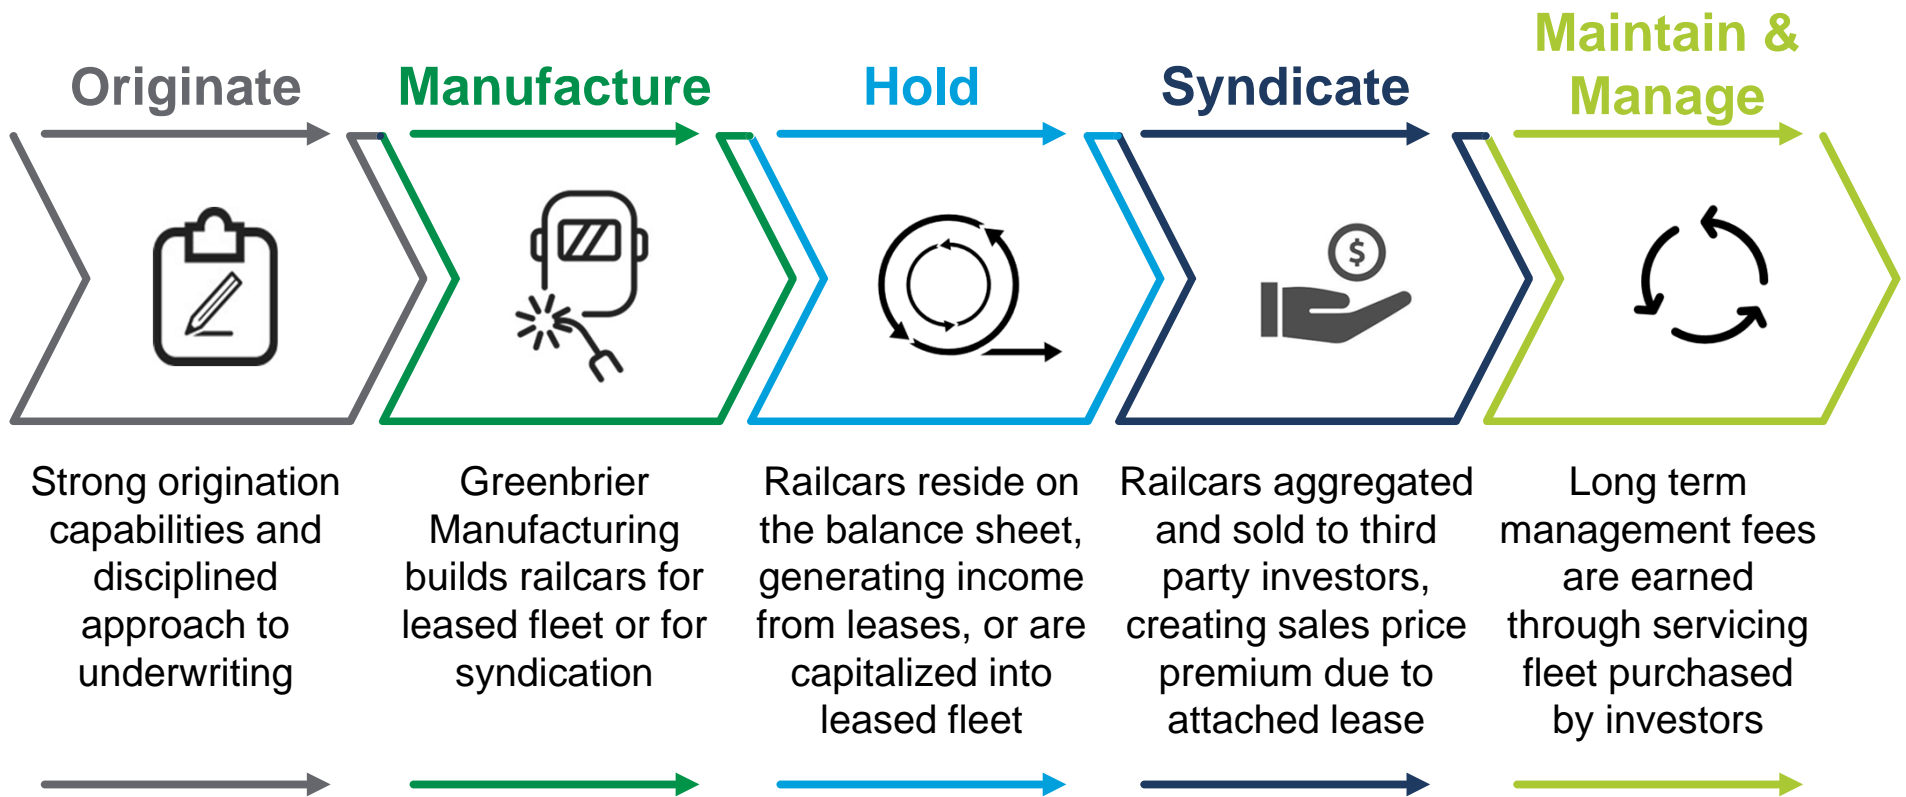 Originate
Manufacture
Hold
Syndicate
Maintain &
Manage
$
Strong origination
capabilities and
disciplined
approach to
underwriting
Greenbrier
Manufacturing
builds railcars for
leased fleet or for
syndication
Railcars reside on
the balance sheet,
generating income
from leases, or are
capitalized into
leased fleet
Railcars aggregated
and sold to third
party investors,
creating sales price
premium due to
attached lease
Long term
management fees
are earned
through servicing
fleet purchased
by investors